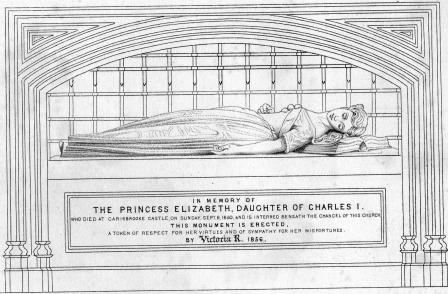 IN MEMORY OF
THE PRINCESS ELIZABETH, DAUGHTER OF CHARLES I.
WHO DIED AT CARISBROOKE CASTLE, ON SUNDAY, SEPT. 8, 1650, AND IS INTERRED BENEATH THE CHANCEL OF THIS CHURCH,
THIS MONUMENT IS ERECTED,
A TOKEN OF RESPECT FOR HER VIRTUES AND OF SYMPATHY FOR HER MISFORTUNES.
BY Victoria R. 1856.